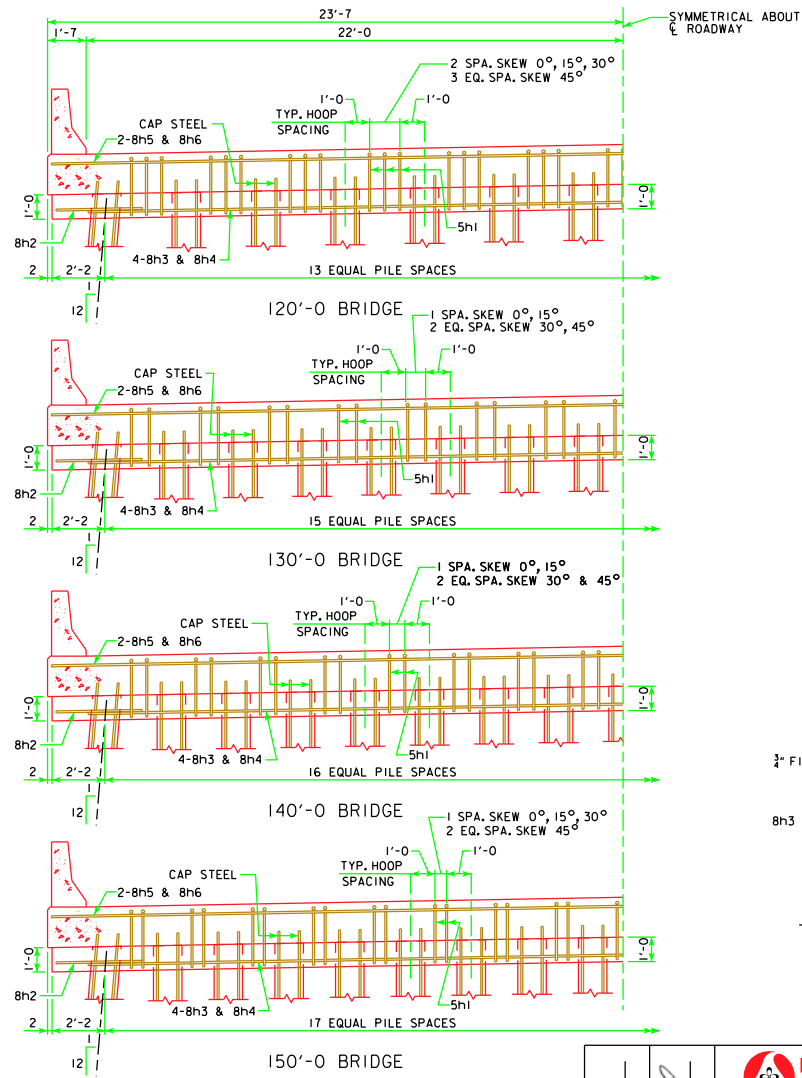 23'-7
SYMMETRICAL ABOUT
℄ ROADWAY
1'-7
22'-0
2 SPA. SKEW 0°, 15°, 30°
3 EQ. SPA. SKEW 45°
1'-0
1'-0
TYP. HOOP
SPACING
CAP STEEL
2-8h5 & 8h6
1'-0
1'-0
5h1
8h2
4-8h3 & 8h4
2
2'-2
13 EQUAL PILE SPACES
1
12
120'-0 BRIDGE
1 SPA. SKEW 0°, 15°
2 EQ. SPA. SKEW 30°, 45°
1'-0
1'-0
TYP. HOOP
SPACING
CAP STEEL
2-8h5 & 8h6
1'-0
1'-0
5h1
8h2
4-8h3 & 8h4
2
2'-2
15 EQUAL PILE SPACES
1
12
130'-0 BRIDGE
1 SPA. SKEW 0°, 15°
2 EQ. SPA. SKEW 30° & 45°
1'-0
1'-0
TYP. HOOP
SPACING
CAP STEEL
2-8h5 & 8h6
1'-0
1'-0
5h1
8h2
4-8h3 & 8h4
2
2'-2
16 EQUAL PILE SPACES
1
12
140'-0 BRIDGE
¾" FI
8h3
1 SPA. SKEW 0°, 15°, 30°
2 EQ. SPA. SKEW 45°
1'-0
1'-0
TYP. HOOP
SPACING
CAP STEEL
2-8h5 & 8h6
1'-0
1'-0
5h1
8h2
4-8h3 & 8h4
2
2'-2
17 EQUAL PILE SPACES
1
12
150'-0 BRIDGE